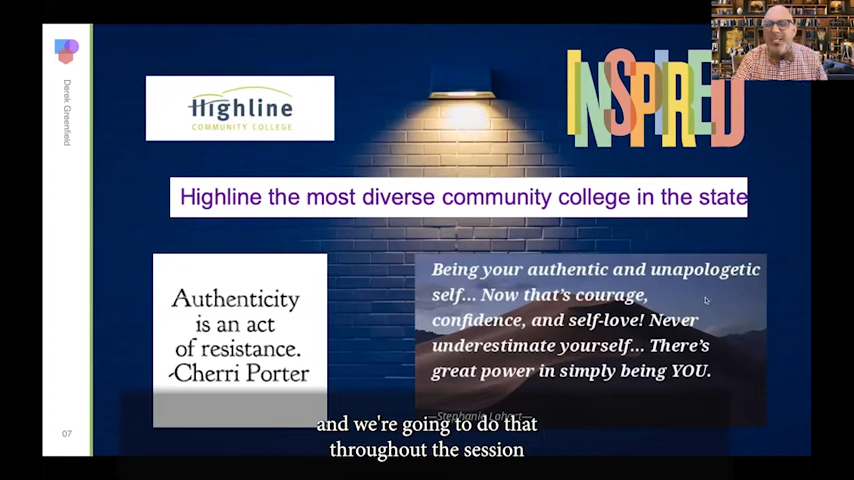 Derek Greenfield
Highline
COMMUNITY COLLEGE
INSPIRED
Highline the most diverse community college in the state
Authenticity
is an act
of resistance.
-Cherri Porter
Being your authentic and unapologetic
self... Now that's courage,
confidence, and self-love! Never
underestimate yourself... There's
great power in simply being YOU.
—Stephanie Lahart—
and we're going to do that
throughout the session
07